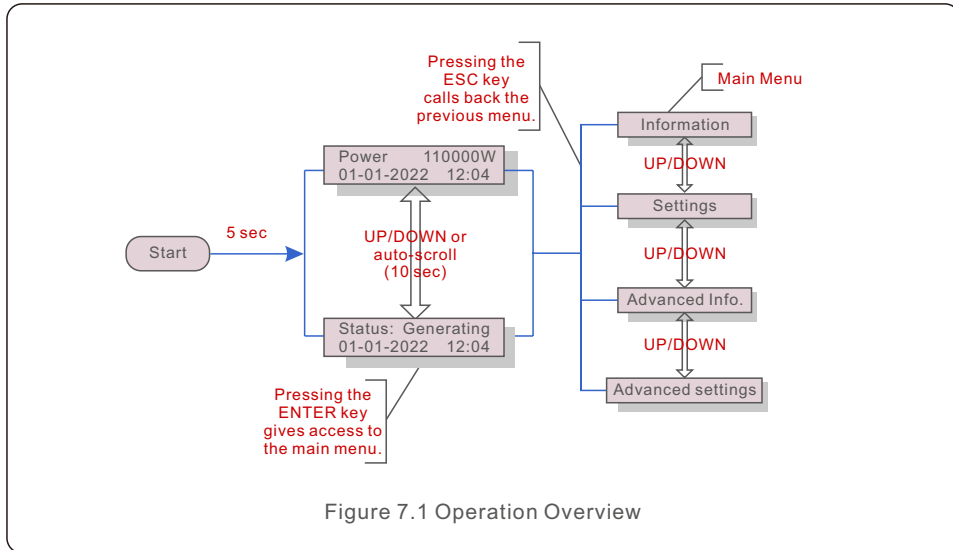 Pressing the
ESC key
calls back the
previous menu.
Main Menu
Information
UP/DOWN
Settings
UP/DOWN
Advanced Info.
UP/DOWN
Advanced settings
Power 110000W
01-01-2022 12:04
Start
5 sec
UP/DOWN or
auto-scroll
(10 sec)
Status: Generating
01-01-2022 12:04
Pressing the
ENTER key
gives access to
the main menu.
Figure 7.1 Operation Overview